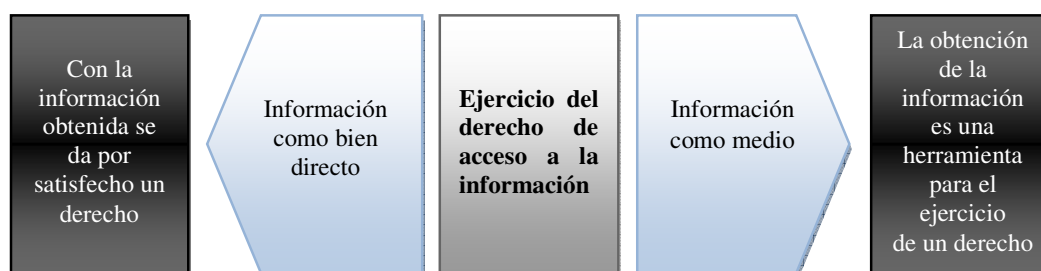 Con la
información
obtenida se
da por
satisfecho un
derecho
Información
como bien
directo
Ejercicio del
derecho de
acceso a la
información
Información
como medio
La obtención
de la
información
es una
herramienta
para el
ejercicio
de un derecho